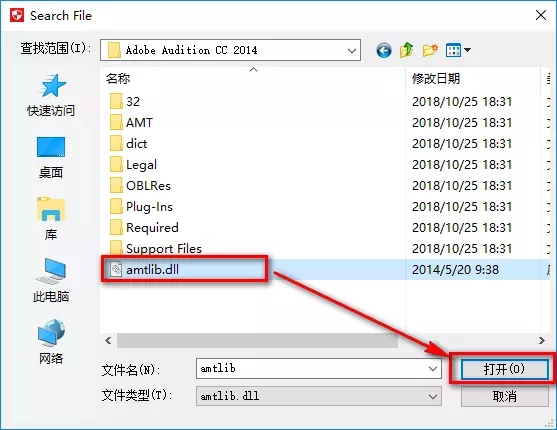 Search File
查找范围(I):
Adobe Audition CC 2014
名称
修改日期
32
2018/10/25 18:31
AMT
2018/10/25 18:31
dict
2018/10/25 18:31
Legal
2018/10/25 18:31
OBLRes
2018/10/25 18:31
Plug-Ins
2018/10/25 18:31
Required
2018/10/25 18:31
Support Files
2018/10/25 18:31
amtlib.dll
2014/5/20 9:38
快速访问
桌面
库
此电脑
网络
文件名(N):
amtlib
打开(O)
文件类型(T):
amtlib.dll
取消